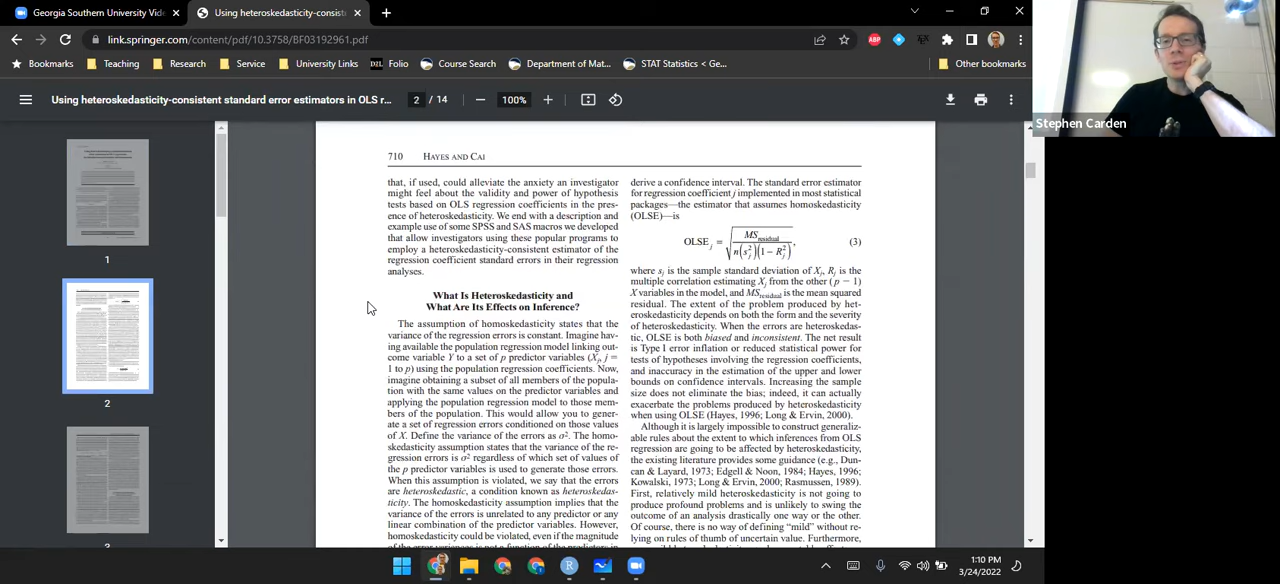 Georgia Southern University Vide
Using heteroskedasticity-consist
link.springer.com/content/pdf/10.3758/BF03192961.pdf
ABP
Bookmarks
Teaching
Research
Service
University Links
D2L Folio
Course Search
Department of Mat...
STAT Statistics < Ge...
Other bookmarks
Using heteroskedasticity-consistent standard error estimators in OLS r...
2 / 14
100%
Stephen Carden
1
2
3
710 HAYES AND CAI
that, if used, could alleviate the anxiety an investigator
might feel about the validity and power of hypothesis
tests based on OLS regression coefficients in the pres-
ence of heteroskedasticity. We end with a description and
example use of some SPSS and SAS macros we developed
that allow investigators using these popular programs to
employ a heteroskedasticity-consistent estimator of the
regression coefficient standard errors in their regression
analyses.
What Is Heteroskedasticity and
What Are Its Effects on Inference?
The assumption of homoskedasticity states that the
variance of the regression errors is constant. Imagine hav-
ing available the population regression model linking out-
come variable Y to a set of p predictor variables (Xj, j =
1 to p) using the population regression coefficients. Now,
imagine obtaining a subset of all members of the popula-
tion with the same values on the predictor variables and
applying the population regression model to those mem-
bers of the population. This would allow you to gener-
ate a set of regression errors conditioned on those values
of X. Define the variance of the errors as σ². The homo-
skedasticity assumption states that the variance of the re-
gression errors is σ² regardless of which set of values of
the p predictor variables is used to generate those errors.
When this assumption is violated, we say that the errors
are heteroskedastic, a condition known as heteroskedas-
ticity. The homoskedasticity assumption implies that the
variance of the errors is unrelated to any predictor or any
linear combination of the predictor variables. However,
homoskedasticity could be violated, even if the magnitude
of the error variances is not a function of the predictors in
derive a confidence interval. The standard error estimator
for regression coefficient j implemented in most statistical
packages—the estimator that assumes homoskedasticity
(OLSE)—is
OLSEj = √(MSresidual / n(sj²)(1 − Rj²)), (3)
where sj is the sample standard deviation of Xj, Rj is the
multiple correlation estimating Xj from the other (p − 1)
X variables in the model, and MSresidual is the mean squared
residual. The extent of the problem produced by het-
eroskedasticity depends on both the form and the severity
of heteroskedasticity. When the errors are heteroskedas-
tic, OLSE is both biased and inconsistent. The net result
is Type I error inflation or reduced statistical power for
tests of hypotheses involving the regression coefficients,
and inaccuracy in the estimation of the upper and lower
bounds on confidence intervals. Increasing the sample
size does not eliminate the bias; indeed, it can actually
exacerbate the problems produced by heteroskedasticity
when using OLSE (Hayes, 1996; Long & Ervin, 2000).
Although it is largely impossible to construct generaliz-
able rules about the extent to which inferences from OLS
regression are going to be affected by heteroskedasticity,
the existing literature provides some guidance (e.g., Dun-
can & Layard, 1973; Edgell & Noon, 1984; Hayes, 1996;
Kowalski, 1973; Long & Ervin, 2000; Rasmussen, 1989).
First, relatively mild heteroskedasticity is not going to
produce profound problems and is unlikely to swing the
outcome of an analysis drastically one way or the other.
Of course, there is no way of defining “mild” without re-
lying on rules of thumb of uncertain value. Furthermore,
1:10 PM
3/24/2022